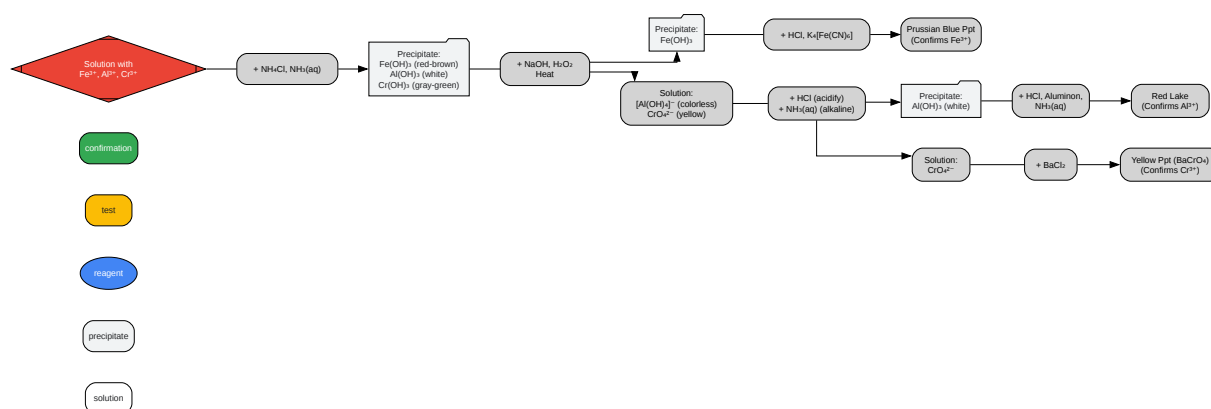 Solution with
Fe³⁺, Al³⁺, Cr³⁺
+ NH₄Cl, NH₃(aq)
Precipitate:
Fe(OH)₃ (red-brown)
Al(OH)₃ (white)
Cr(OH)₃ (gray-green)
+ NaOH, H₂O₂
Heat
Precipitate:
Fe(OH)₃
+ HCl, K₄[Fe(CN)₆]
Prussian Blue Ppt
(Confirms Fe³⁺)
Solution:
[Al(OH)₄]⁻ (colorless)
CrO₄²⁻ (yellow)
+ HCl (acidify)
+ NH₃(aq) (alkaline)
Precipitate:
Al(OH)₃ (white)
+ HCl, Aluminon,
NH₃(aq)
Red Lake
(Confirms Al³⁺)
Solution:
CrO₄²⁻
+ BaCl₂
Yellow Ppt (BaCrO₄)
(Confirms Cr³⁺)
confirmation
test
reagent
precipitate
solution